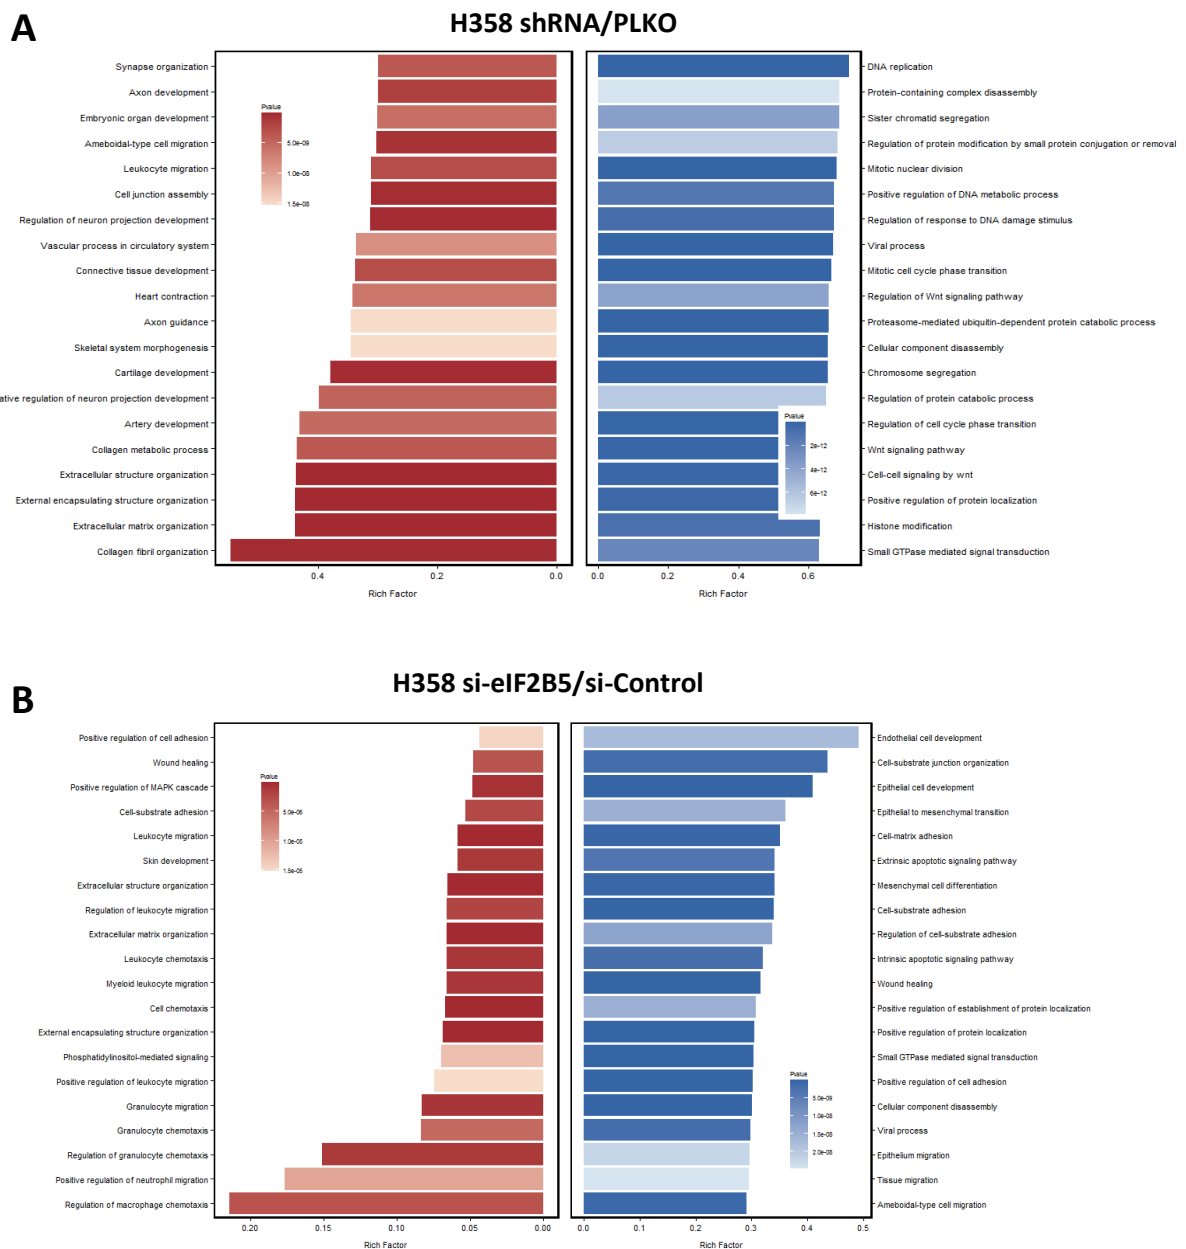 A
H358 shRNA/PLKO
Synapse organization
Axon development
Embryonic organ development
Ameboidal-type cell migration
Leukocyte migration
Cell junction assembly
Regulation of neuron projection development
Vascular process in circulatory system
Connective tissue development
Heart contraction
Axon guidance
Skeletal system morphogenesis
Cartilage development
ative regulation of neuron projection development
Artery development
Collagen metabolic process
Extracellular structure organization
External encapsulating structure organization
Extracellular matrix organization
Collagen fibril organization
Pvalue
5.0e-09
1.0e-08
1.5e-08
0.4 0.2 0.0
Rich Factor
DNA replication
Protein-containing complex disassembly
Sister chromatid segregation
Regulation of protein modification by small protein conjugation or removal
Mitotic nuclear division
Positive regulation of DNA metabolic process
Regulation of response to DNA damage stimulus
Viral process
Mitotic cell cycle phase transition
Regulation of Wnt signaling pathway
Proteasome-mediated ubiquitin-dependent protein catabolic process
Cellular component disassembly
Chromosome segregation
Regulation of protein catabolic process
Regulation of cell cycle phase transition
Wnt signaling pathway
Cell-cell signaling by wnt
Positive regulation of protein localization
Histone modification
Small GTPase mediated signal transduction
Pvalue
2e-12
4e-12
6e-12
0.0 0.2 0.4 0.6
Rich Factor
B
H358 si-eIF2B5/si-Control
Positive regulation of cell adhesion
Wound healing
Positive regulation of MAPK cascade
Cell-substrate adhesion
Leukocyte migration
Skin development
Extracellular structure organization
Regulation of leukocyte migration
Extracellular matrix organization
Leukocyte chemotaxis
Myeloid leukocyte migration
Cell chemotaxis
External encapsulating structure organization
Phosphatidylinositol-mediated signaling
Positive regulation of leukocyte migration
Granulocyte migration
Granulocyte chemotaxis
Regulation of granulocyte chemotaxis
Positive regulation of neutrophil migration
Regulation of macrophage chemotaxis
Pvalue
5.0e-06
1.0e-05
1.5e-05
0.20 0.15 0.10 0.05 0.00
Rich Factor
Endothelial cell development
Cell-substrate junction organization
Epithelial cell development
Epithelial to mesenchymal transition
Cell-matrix adhesion
Extrinsic apoptotic signaling pathway
Mesenchymal cell differentiation
Cell-substrate adhesion
Regulation of cell-substrate adhesion
Intrinsic apoptotic signaling pathway
Wound healing
Positive regulation of establishment of protein localization
Positive regulation of protein localization
Small GTPase mediated signal transduction
Positive regulation of cell adhesion
Cellular component disassembly
Viral process
Epithelium migration
Tissue migration
Ameboidal-type cell migration
Pvalue
5.0e-09
1.0e-08
1.5e-08
2.0e-08
0.0 0.1 0.2 0.3 0.4 0.5
Rich Factor